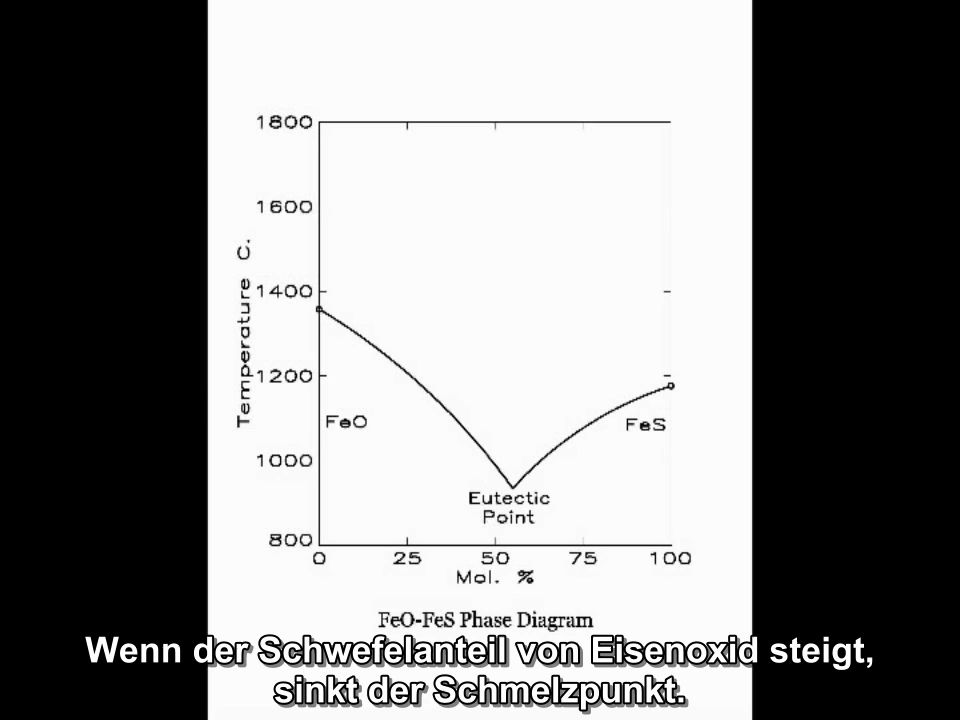 1800
1600
1400
1200
1000
800
Temperature C.
FeO
FeS
Eutectic
Point
0 25 50 75 100
Mol. %
FeO-FeS Phase Diagram
Wenn der Schwefelanteil von Eisenoxid steigt,
sinkt der Schmelzpunkt.